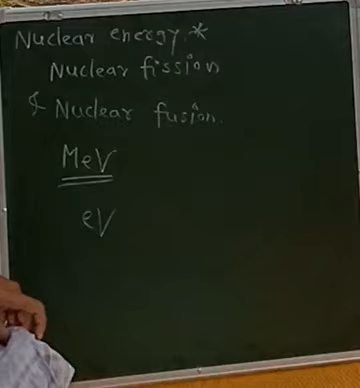 Nuclear energy *
Nuclear fission
& Nuclear fusion.
MeV
eV